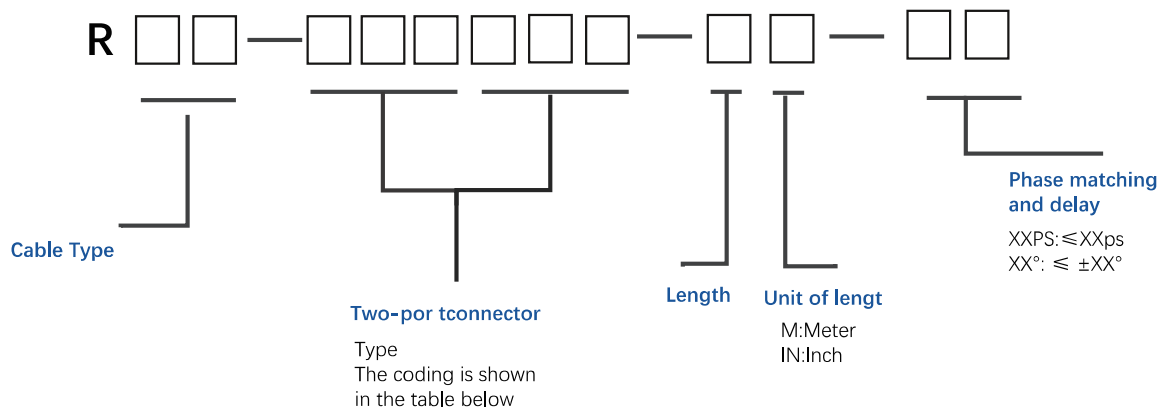 R
Phase matching
and delay
XXPS:≤XXps
XX°: ≤ ±XX°
Cable Type
Two-por tconnector
Type
The coding is shown
in the table below
Length
Unit of lengt
M:Meter
IN:Inch